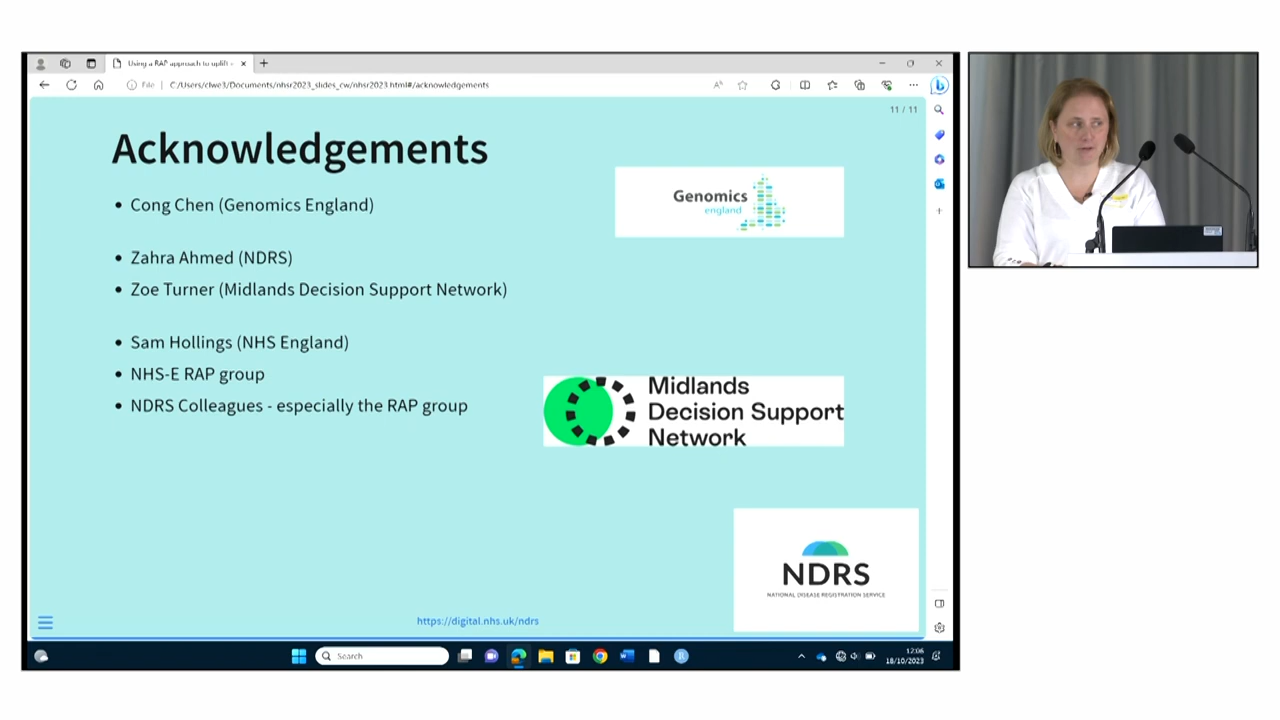 Using a RAP approach to uplift
File
C:/Users/clwe3/Documents/nhsr2023_slides_cw/nhsr2023.html#/acknowledgements
11 / 11
Acknowledgements
• Cong Chen (Genomics England)
• Zahra Ahmed (NDRS)
• Zoe Turner (Midlands Decision Support Network)
• Sam Hollings (NHS England)
• NHS-E RAP group
• NDRS Colleagues - especially the RAP group
Genomics
england
Midlands
Decision Support
Network
NDRS
NATIONAL DISEASE REGISTRATION SERVICE
https://digital.nhs.uk/ndrs
Search
12:06
18/10/2023